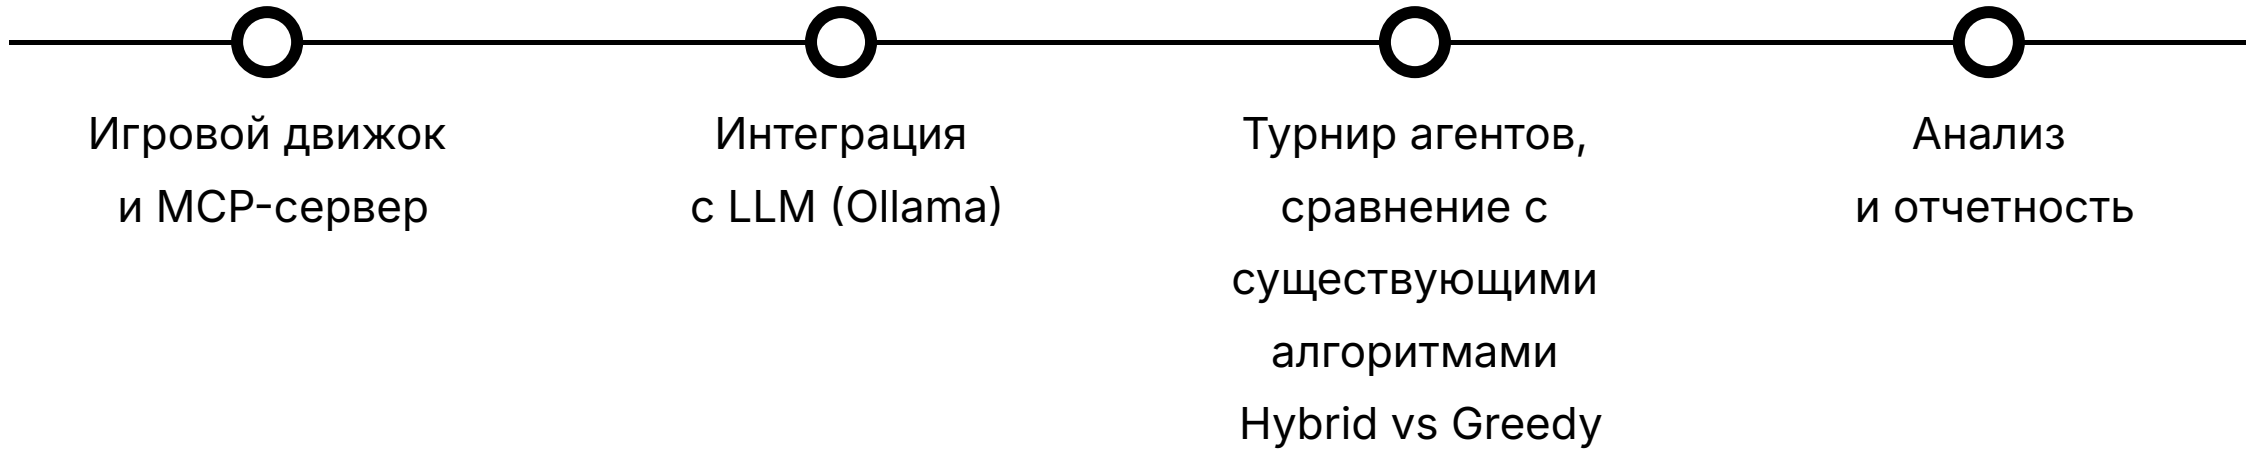 Игровой движок
и MCP-сервер
Интеграция
с LLM (Ollama)
Турнир агентов,
сравнение с
существующими
алгоритмами
Hybrid vs Greedy
Анализ
и отчетность